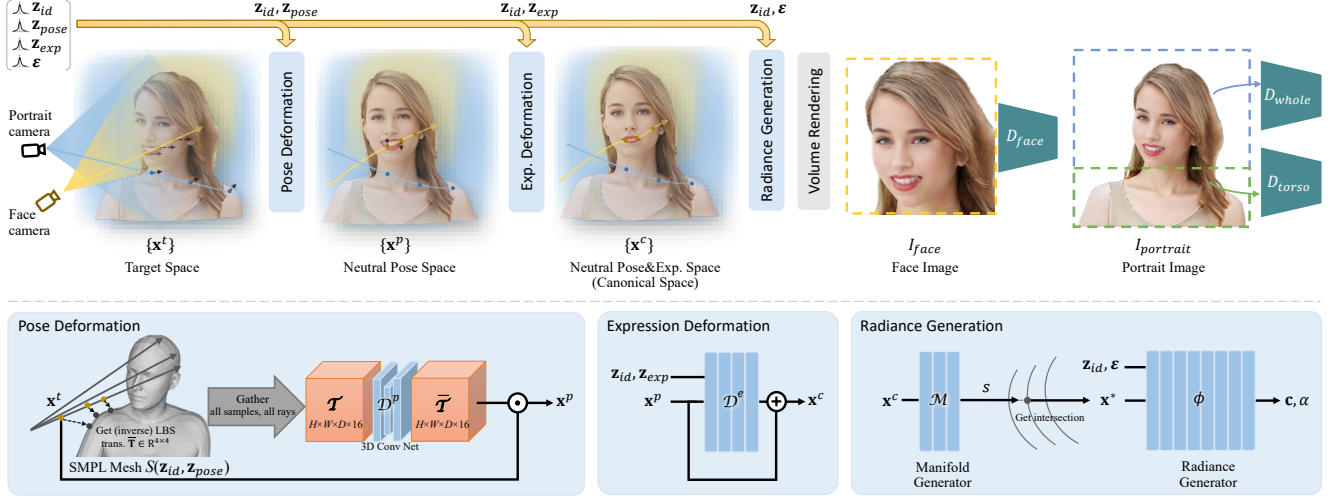 z_id
z_pose
z_exp
ε
z_id, z_pose
z_id, z_exp
z_id, ε
Portrait
camera
Face
camera
Pose Deformation
Exp. Deformation
Radiance Generation
Volume Rendering
D_face
D_whole
D_torso
{x^t}
Target Space
{x^p}
Neutral Pose Space
{x^c}
Neutral Pose&Exp. Space
(Canonical Space)
I_face
Face Image
I_portrait
Portrait Image
Pose Deformation
x^t
Get (inverse) LBS
trans. T̅ ∈ R^{4×4}
SMPL Mesh S(z_id, z_pose)
Gather
all samples, all rays
𝓣
H×W×D×16
𝒟^p
3D Conv Net
𝓣̅
H×W×D×16
x^p
Expression Deformation
z_id, z_exp
x^p
𝒟^e
x^c
Radiance Generation
x^c
ℳ
Manifold
Generator
s
Get intersection
z_id, ε
x*
ϕ
Radiance
Generator
c, α